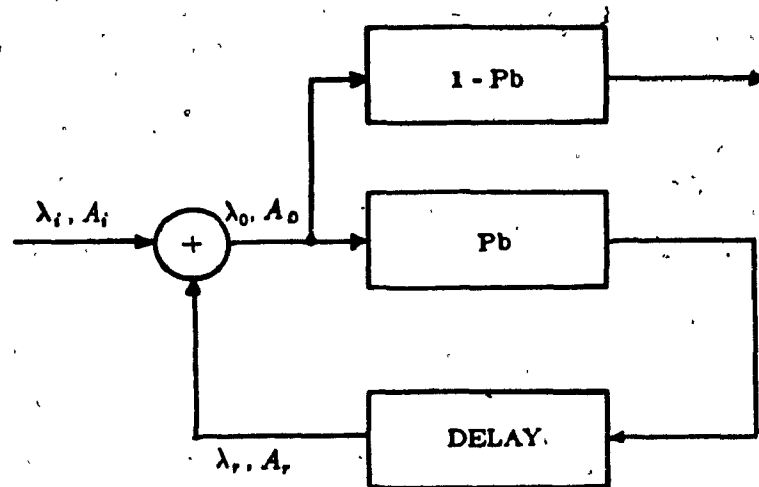 1 - Pb
λi, Ai
λ0, A0
+
Pb
DELAY
λr, Ar